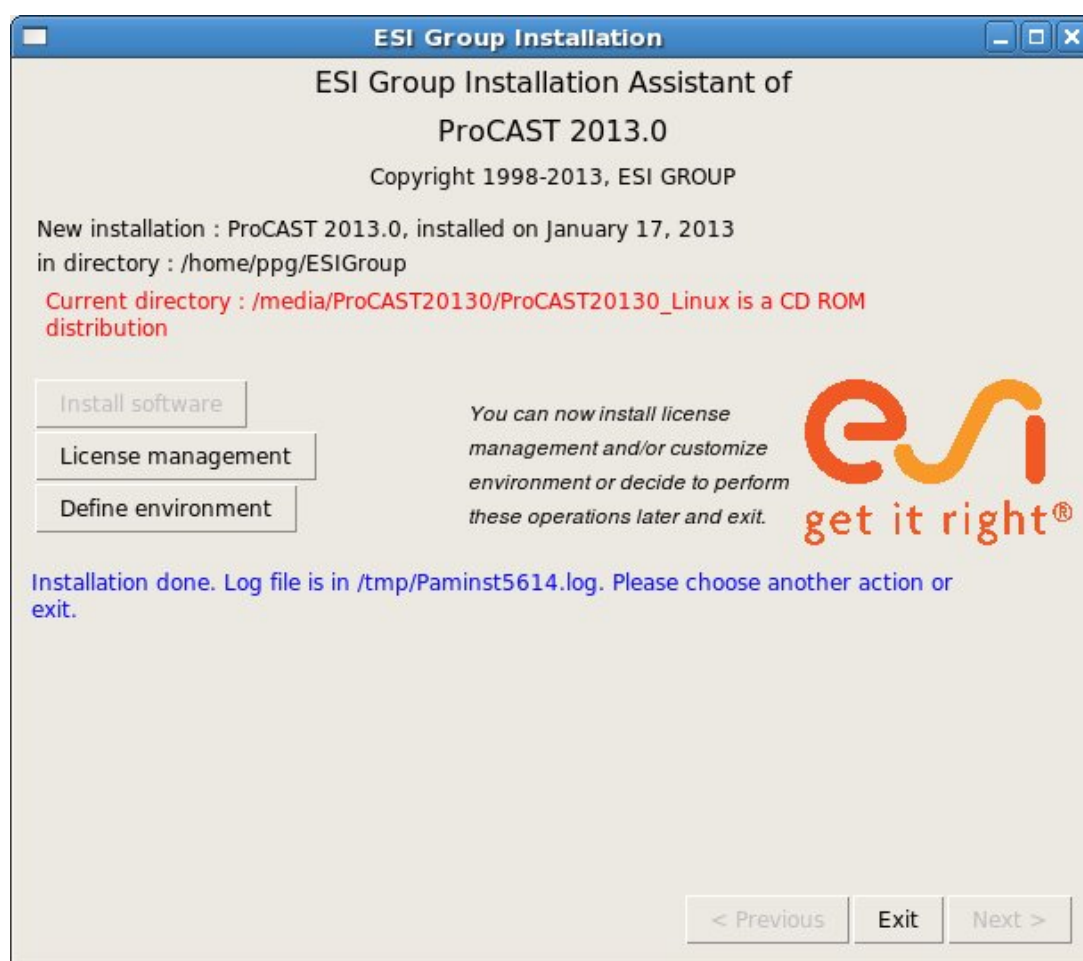 ESI Group Installation
ESI Group Installation Assistant of
ProCAST 2013.0
Copyright 1998-2013, ESI GROUP
New installation : ProCAST 2013.0, installed on January 17, 2013
in directory : /home/ppg/ESIGroup
Current directory : /media/ProCAST20130/ProCAST20130_Linux is a CD ROM
distribution
Install software
License management
Define environment
You can now install license
management and/or customize
environment or decide to perform
these operations later and exit.
esi
get it right®
Installation done. Log file is in /tmp/Paminst5614.log. Please choose another action or
exit.
< Previous
Exit
Next >